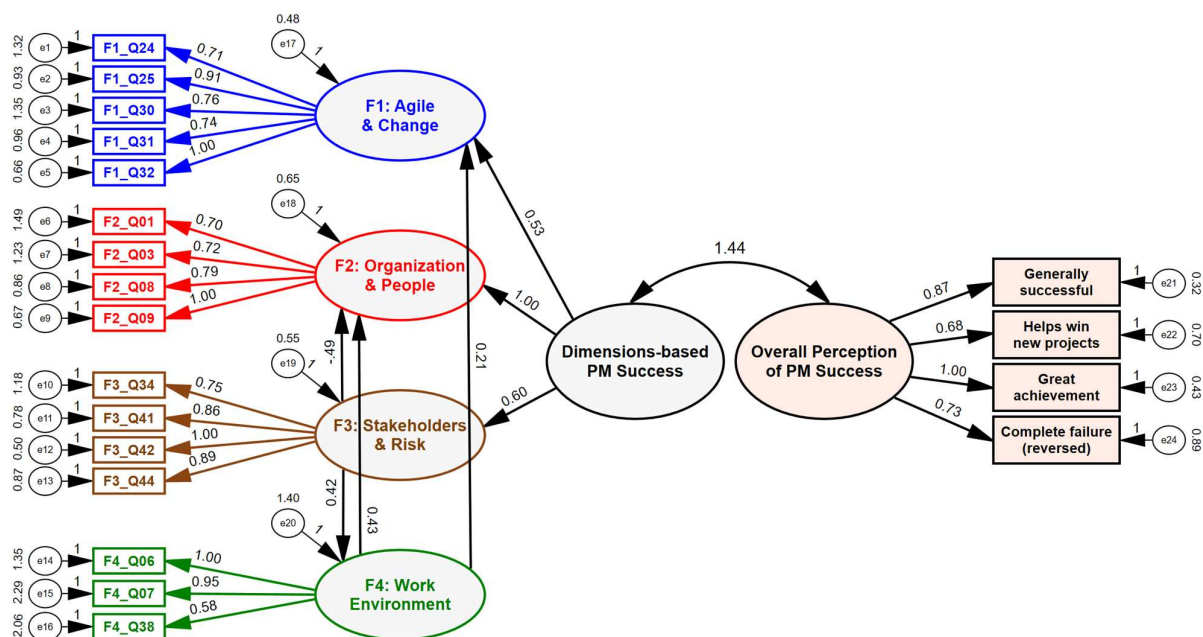 0.48
1.32
e1
1
F1_Q24
0.71
e17
1
0.93
e2
1
F1_Q25
0.91
1.35
e3
1
F1_Q30
0.76
F1: Agile
& Change
0.96
e4
1
F1_Q31
0.74
0.66
e5
1
F1_Q32
1.00
0.53
0.65
1.49
e6
1
F2_Q01
0.70
e18
1
1.23
e7
1
F2_Q03
0.72
0.86
e8
1
F2_Q08
0.79
F2: Organization
& People
0.67
e9
1
F2_Q09
1.00
1.00
1.44
0.87
Generally
successful
1
e21
0.32
0.68
Helps win
new projects
1
e22
0.70
Dimensions-based
PM Success
Overall Perception
of PM Success
1.00
Great
achievement
1
e23
0.43
0.73
Complete failure
(reversed)
1
e24
0.89
-.49
0.21
0.60
0.55
1.18
e10
1
F3_Q34
0.75
e19
1
0.78
e11
1
F3_Q41
0.86
F3: Stakeholders
& Risk
0.50
e12
1
F3_Q42
1.00
0.87
e13
1
F3_Q44
0.89
0.42
0.43
1.40
e20
1
1.35
e14
1
F4_Q06
1.00
2.29
e15
1
F4_Q07
0.95
F4: Work
Environment
2.06
e16
1
F4_Q38
0.58